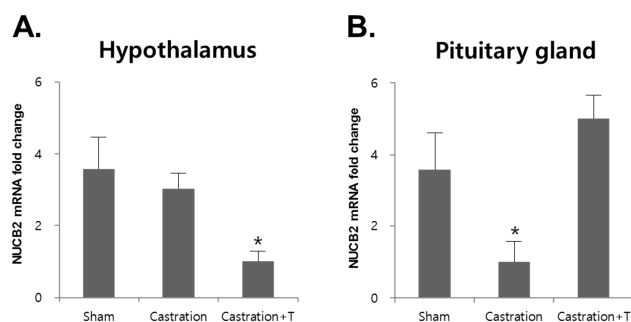 A.
Hypothalamus
NUCB2 mRNA fold change
6
4
2
0
*
Sham
Castration
Castration+T
B.
Pituitary gland
NUCB2 mRNA fold change
6
4
2
0
*
Sham
Castration
Castration+T